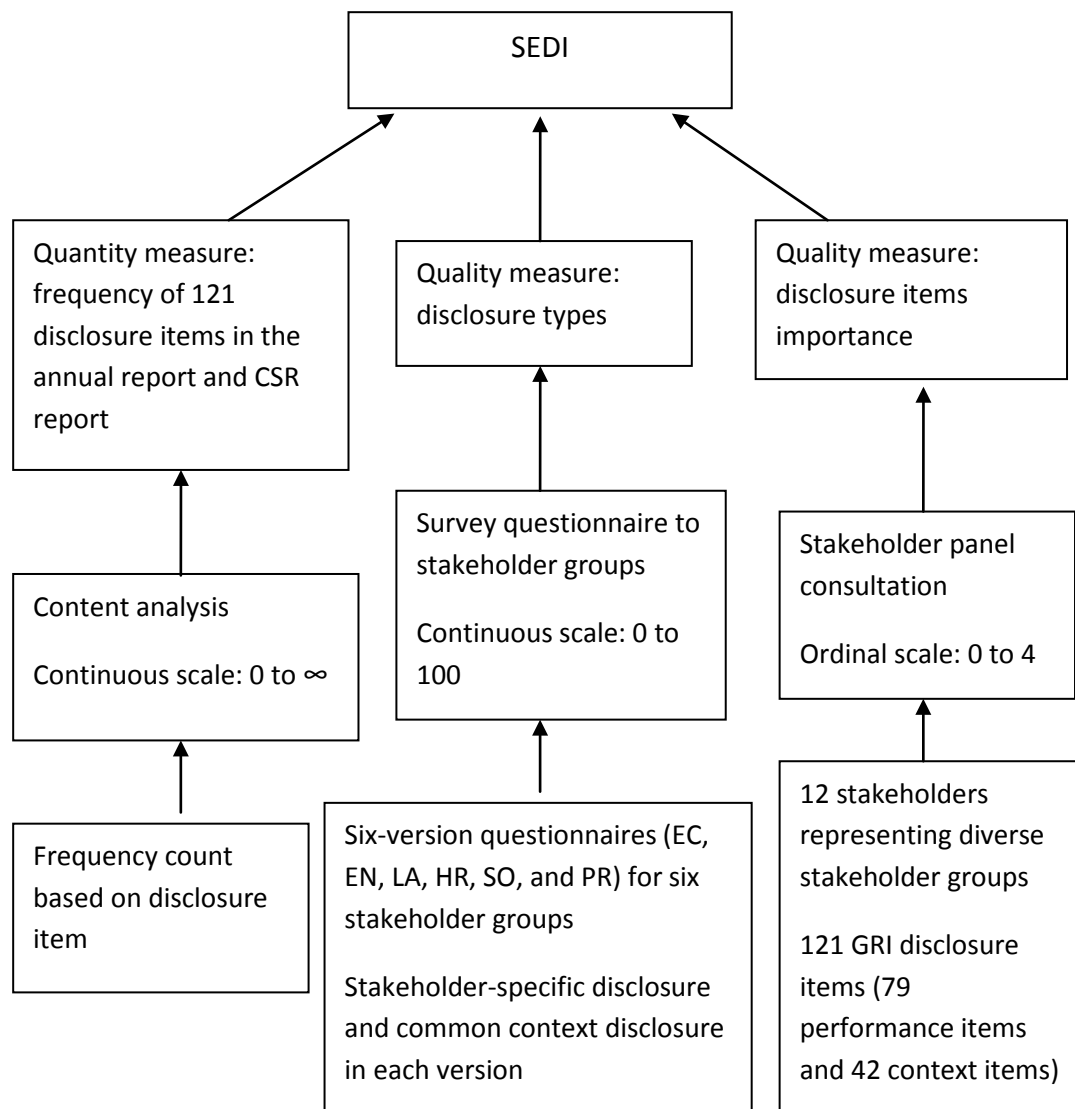 SEDI
Quantity measure:
frequency of 121
disclosure items in the
annual report and CSR
report
Quality measure:
disclosure types
Quality measure:
disclosure items
importance
Content analysis
Continuous scale: 0 to ∞
Survey questionnaire to
stakeholder groups
Continuous scale: 0 to
100
Stakeholder panel
consultation
Ordinal scale: 0 to 4
Frequency count
based on disclosure
item
Six-version questionnaires (EC,
EN, LA, HR, SO, and PR) for six
stakeholder groups
Stakeholder-specific disclosure
and common context disclosure
in each version
12 stakeholders
representing diverse
stakeholder groups
121 GRI disclosure
items (79
performance items
and 42 context items)